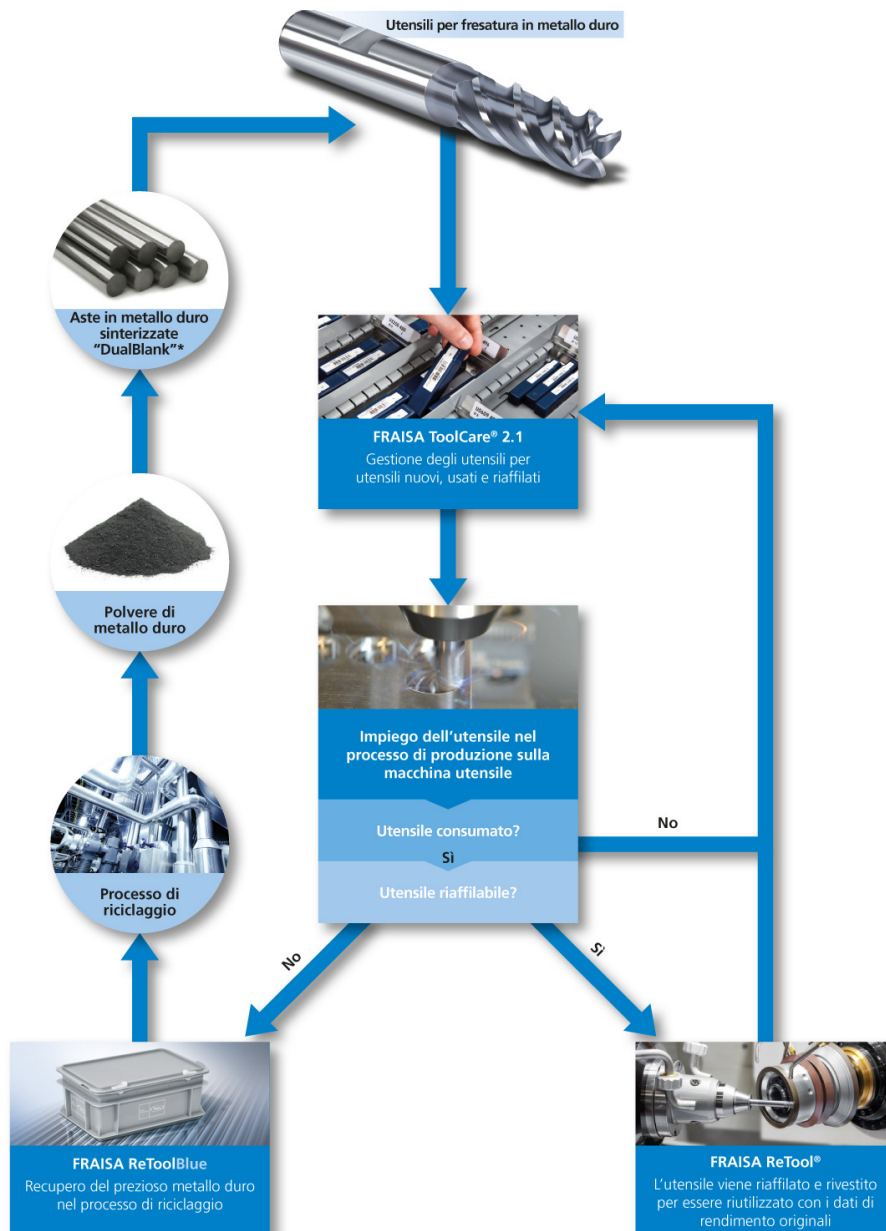 Utensili per fresatura in metallo duro
Aste in metallo duro
sinterizzate
”DualBlank”*
FRAISA ToolCare® 2.1
Gestione degli utensili per
utensili nuovi, usati e riaffilati
Polvere di
metallo duro
Impiego dell’utensile nel
processo di produzione sulla
macchina utensile
Utensile consumato?
No
Sì
Utensile riaffilabile?
Processo di
riciclaggio
No
Sì
FRAISA ReToolBlue
Recupero del prezioso metallo duro
nel processo di riciclaggio
FRAISA ReTool®
L’utensile viene riaffilato e rivestito
per essere riutilizzato con i dati di
rendimento originali